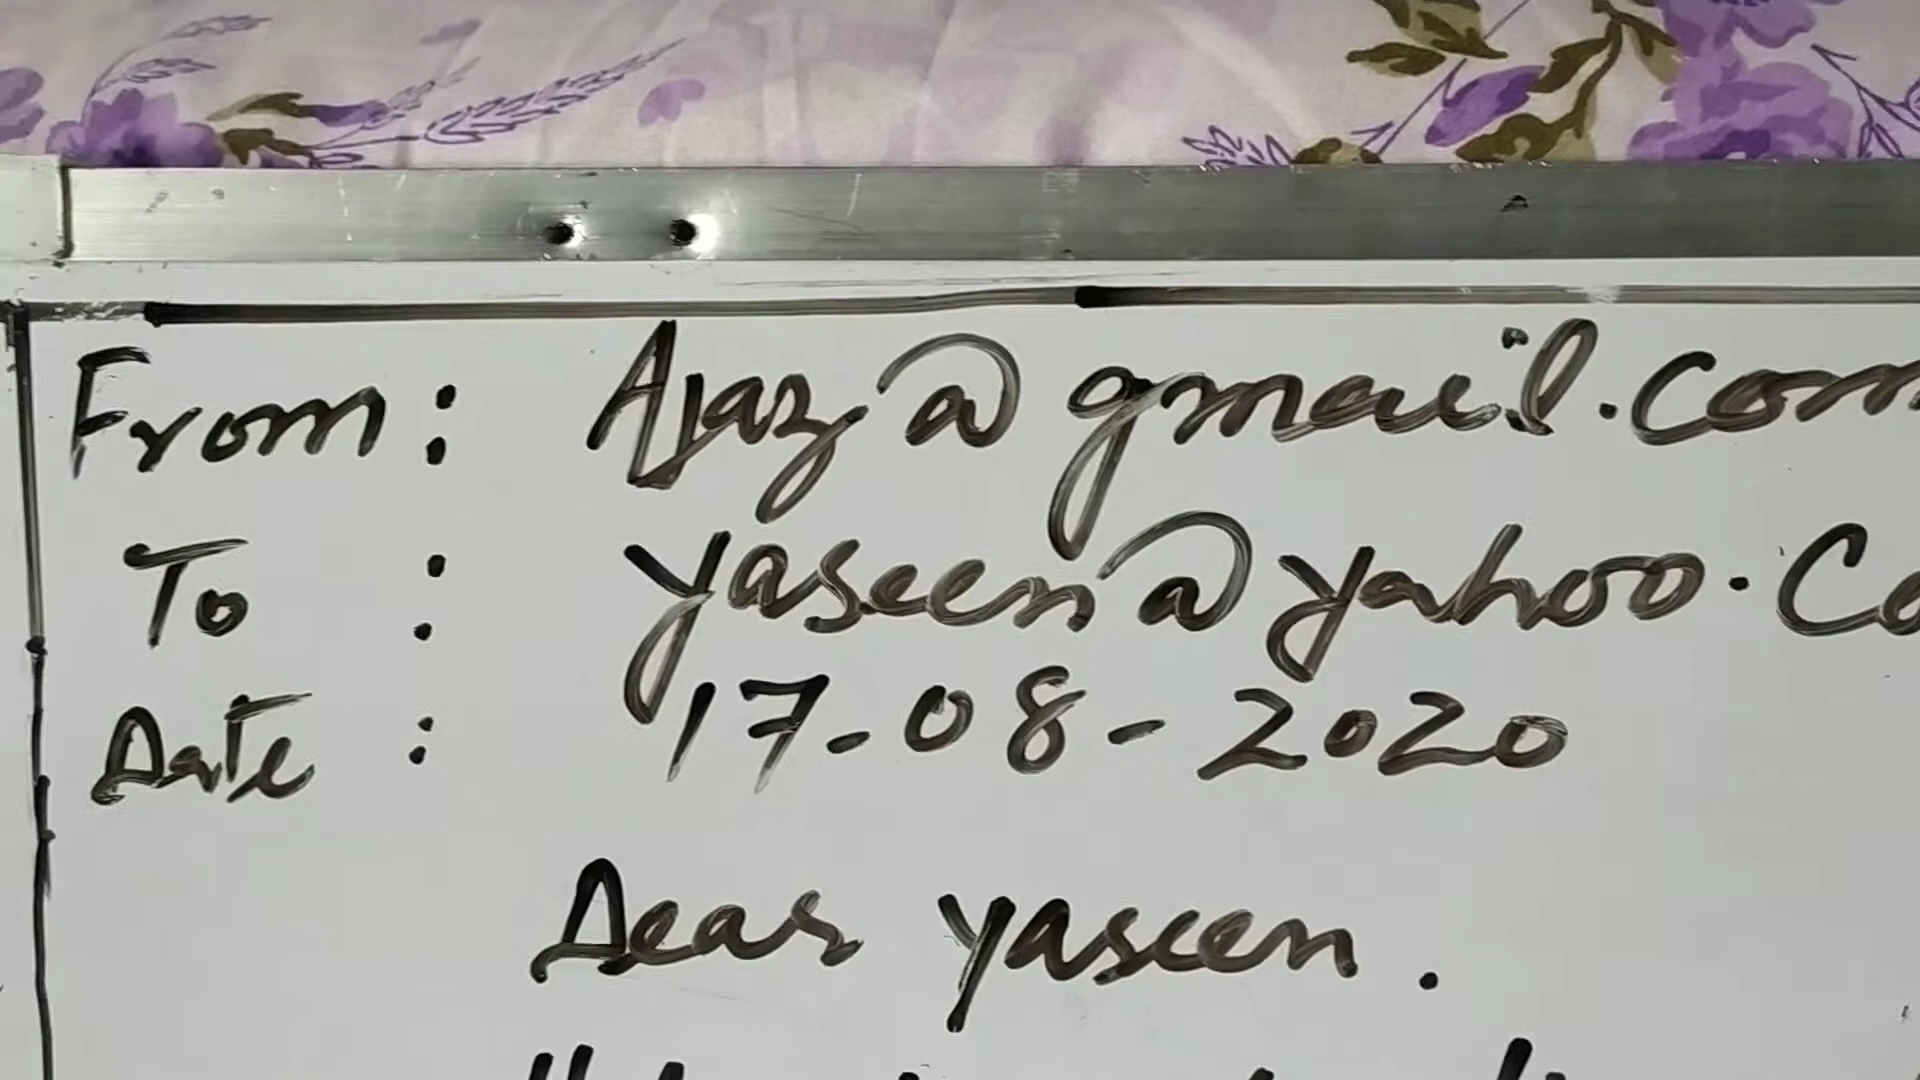 From : Ajaz@gmail.com
To : yaseen@yahoo.Co
Date : 17-08-2020
Dear yaseen.